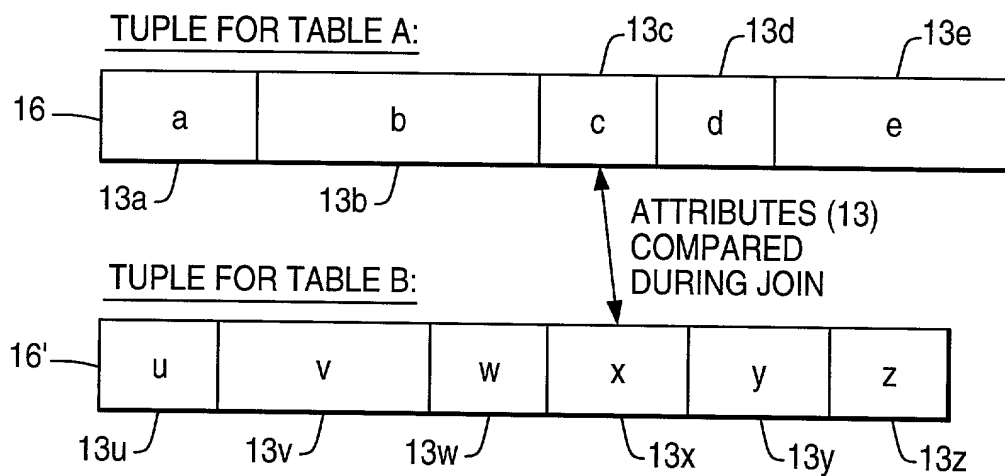 TUPLE FOR TABLE A:
13c 13d 13e
16 a b c d e
13a 13b
ATTRIBUTES (13)
COMPARED
DURING JOIN
TUPLE FOR TABLE B:
16' u v w x y z
13u 13v 13w 13x 13y 13z